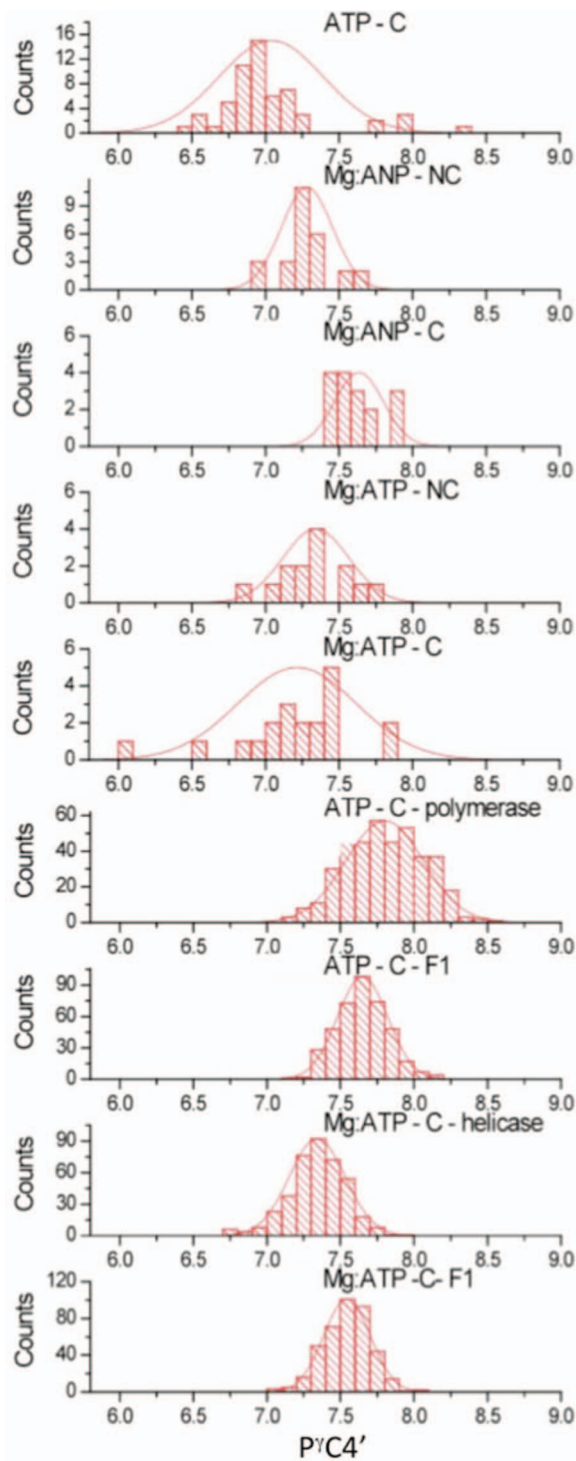 ATP - C
Counts
16
12
8
4
0
6.0 6.5 7.0 7.5 8.0 8.5 9.0
Mg:ANP - NC
Counts
9
6
3
0
6.0 6.5 7.0 7.5 8.0 8.5 9.0
Mg:ANP - C
Counts
6
4
2
0
6.0 6.5 7.0 7.5 8.0 8.5 9.0
Mg:ATP - NC
Counts
6
4
2
0
6.0 6.5 7.0 7.5 8.0 8.5 9.0
Mg:ATP - C
Counts
6
4
2
0
6.0 6.5 7.0 7.5 8.0 8.5 9.0
ATP - C - polymerase
Counts
60
40
20
0
6.0 6.5 7.0 7.5 8.0 8.5 9.0
ATP - C - F1
Counts
90
60
30
0
6.0 6.5 7.0 7.5 8.0 8.5 9.0
Mg:ATP - C - helicase
Counts
90
60
30
0
6.0 6.5 7.0 7.5 8.0 8.5 9.0
Mg:ATP -C- F1
Counts
120
80
40
0
6.0 6.5 7.0 7.5 8.0 8.5 9.0
PᵞC4’